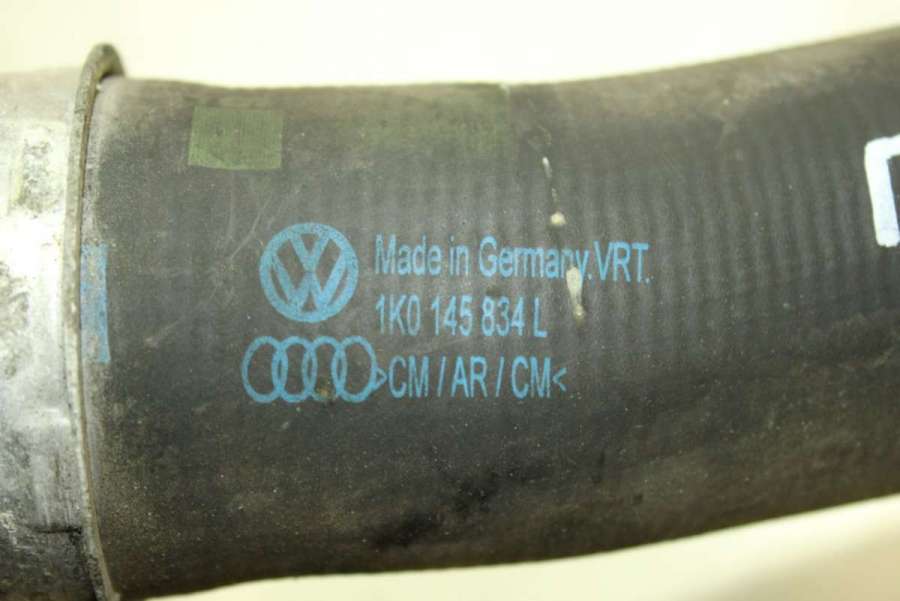 Made in Germany.VRT.
1K0 145 834 L
>CM / AR / CM<